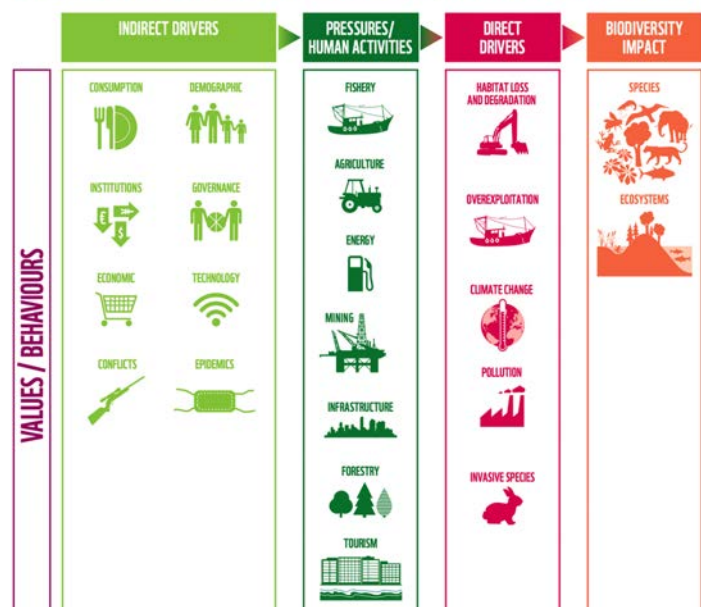 INDIRECT DRIVERS
PRESSURES/
HUMAN ACTIVITIES
DIRECT
DRIVERS
BIODIVERSITY
IMPACT
VALUES / BEHAVIOURS
CONSUMPTION
DEMOGRAPHIC
INSTITUTIONS
GOVERNANCE
€
$
ECONOMIC
TECHNOLOGY
CONFLICTS
EPIDEMICS
FISHERY
AGRICULTURE
ENERGY
MINING
INFRASTRUCTURE
FORESTRY
TOURISM
HABITAT LOSS
AND DEGRADATION
OVEREXPLOITATION
CLIMATE CHANGE
POLLUTION
INVASIVE SPECIES
SPECIES
ECOSYSTEMS